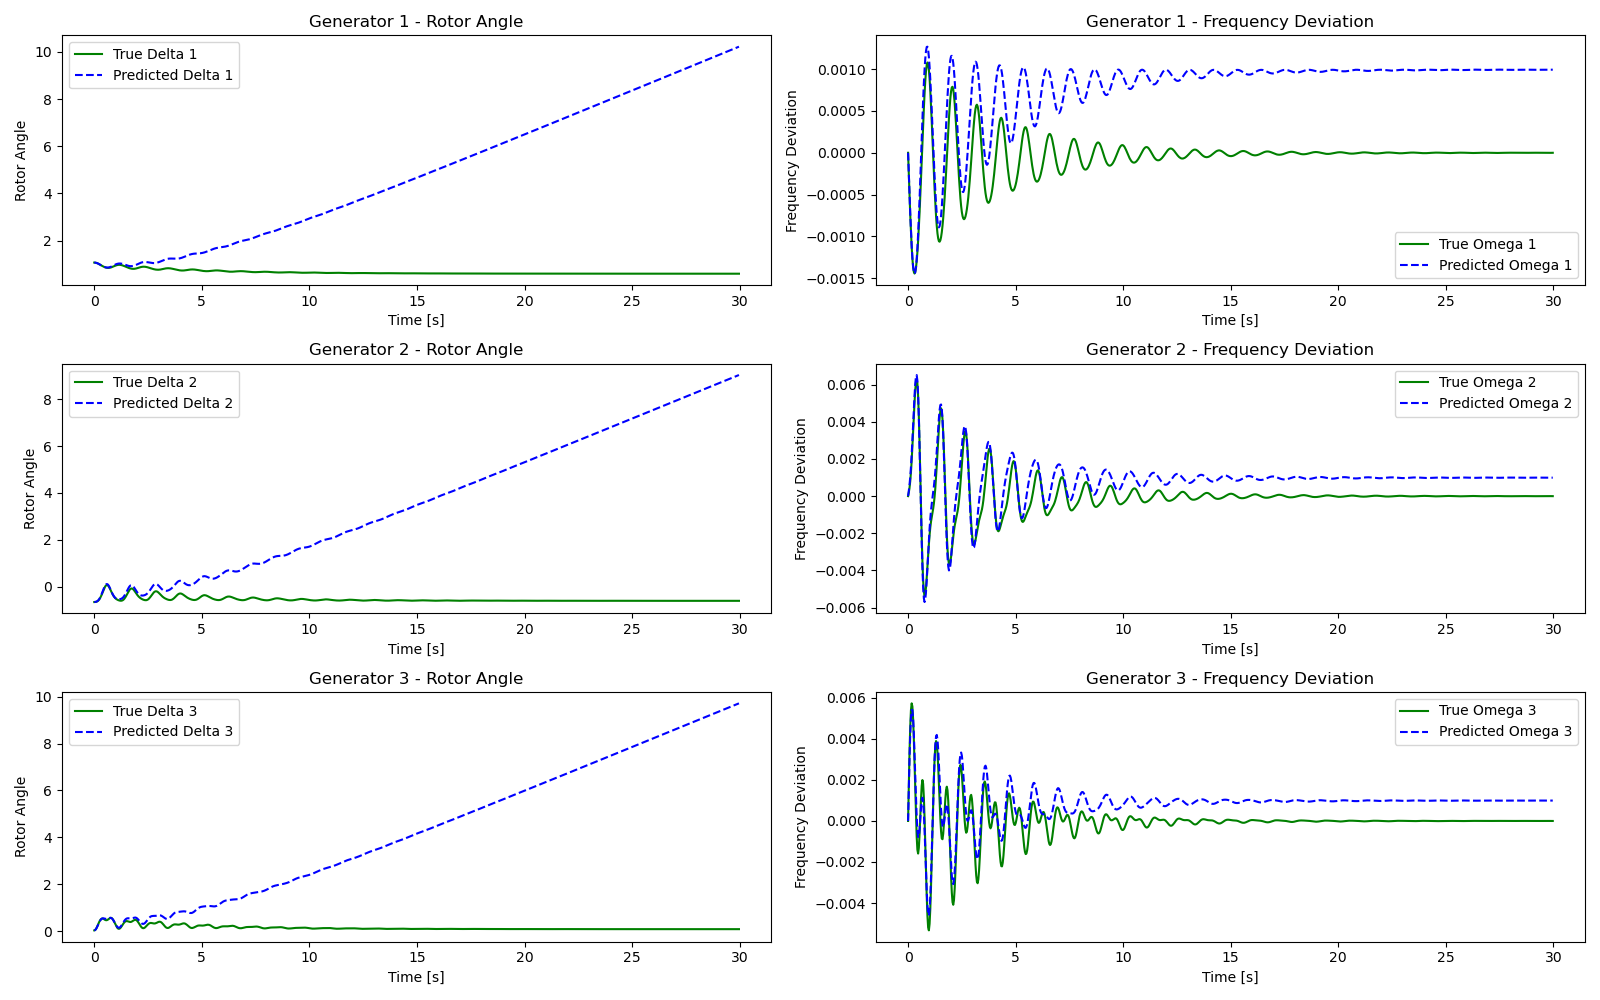 Generator 1 - Rotor Angle
True Delta 1
Predicted Delta 1
Rotor Angle
10
8
6
4
2
0
5
10
15
20
25
30
Time [s]
Generator 1 - Frequency Deviation
True Omega 1
Predicted Omega 1
Frequency Deviation
0.0010
0.0005
0.0000
−0.0005
−0.0010
−0.0015
0
5
10
15
20
25
30
Time [s]
Generator 2 - Rotor Angle
True Delta 2
Predicted Delta 2
Rotor Angle
8
6
4
2
0
0
5
10
15
20
25
30
Time [s]
Generator 2 - Frequency Deviation
True Omega 2
Predicted Omega 2
Frequency Deviation
0.006
0.004
0.002
0.000
−0.002
−0.004
−0.006
0
5
10
15
20
25
30
Time [s]
Generator 3 - Rotor Angle
True Delta 3
Predicted Delta 3
Rotor Angle
10
8
6
4
2
0
0
5
10
15
20
25
30
Time [s]
Generator 3 - Frequency Deviation
True Omega 3
Predicted Omega 3
Frequency Deviation
0.006
0.004
0.002
0.000
−0.002
−0.004
0
5
10
15
20
25
30
Time [s]